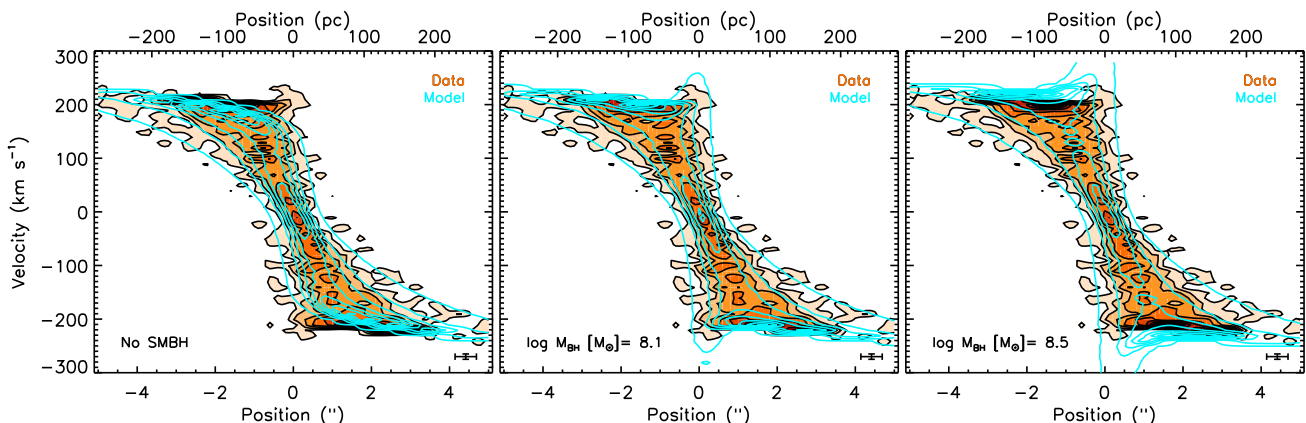 Position (pc) Position (pc) Position (pc)
−200 −100 0 100 200 −200 −100 0 100 200 −200 −100 0 100 200
300
200
100
0
−100
−200
−300
Velocity (km s⁻¹)
Data Data Data
Model Model Model
No SMBH log M_BH [M_⊙]= 8.1 log M_BH [M_⊙]= 8.5
−4 −2 0 2 4 −4 −2 0 2 4 −4 −2 0 2 4
Position (") Position (") Position (")